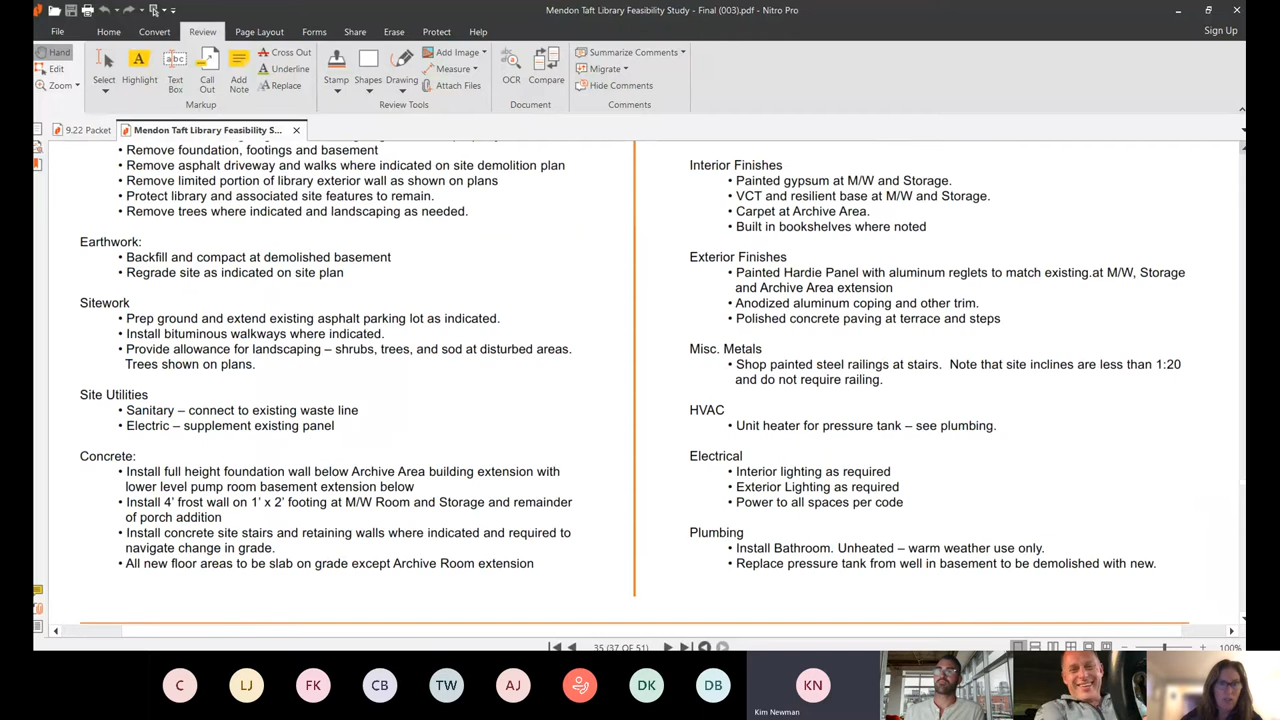 Mendon Taft Library Feasibility Study - Final (003).pdf - Nitro Pro
File
Home
Convert
Review
Page Layout
Forms
Share
Erase
Protect
Help
Sign Up
Hand
Edit
Zoom
Select
Highlight
Text Box
Call Out
Add Note
Cross Out
Underline
Replace
Markup
Stamp
Shapes
Drawing
Add Image
Measure
Attach Files
Review Tools
OCR
Compare
Document
Summarize Comments
Migrate
Hide Comments
Comments
9.22 Packet
Mendon Taft Library Feasibility S...
• Remove foundation, footings and basement
• Remove asphalt driveway and walks where indicated on site demolition plan
• Remove limited portion of library exterior wall as shown on plans
• Protect library and associated site features to remain.
• Remove trees where indicated and landscaping as needed.
Earthwork:
• Backfill and compact at demolished basement
• Regrade site as indicated on site plan
Sitework
• Prep ground and extend existing asphalt parking lot as indicated.
• Install bituminous walkways where indicated.
• Provide allowance for landscaping – shrubs, trees, and sod at disturbed areas.
Trees shown on plans.
Site Utilities
• Sanitary – connect to existing waste line
• Electric – supplement existing panel
Concrete:
• Install full height foundation wall below Archive Area building extension with
lower level pump room basement extension below
• Install 4’ frost wall on 1’ x 2’ footing at M/W Room and Storage and remainder
of porch addition
• Install concrete site stairs and retaining walls where indicated and required to
navigate change in grade.
• All new floor areas to be slab on grade except Archive Room extension
Interior Finishes
• Painted gypsum at M/W and Storage.
• VCT and resilient base at M/W and Storage.
• Carpet at Archive Area.
• Built in bookshelves where noted
Exterior Finishes
• Painted Hardie Panel with aluminum reglets to match existing.at M/W, Storage
and Archive Area extension
• Anodized aluminum coping and other trim.
• Polished concrete paving at terrace and steps
Misc. Metals
• Shop painted steel railings at stairs. Note that site inclines are less than 1:20
and do not require railing.
HVAC
• Unit heater for pressure tank – see plumbing.
Electrical
• Interior lighting as required
• Exterior Lighting as required
• Power to all spaces per code
Plumbing
• Install Bathroom. Unheated – warm weather use only.
• Replace pressure tank from well in basement to be demolished with new.
35 (37 OF 51)
100%
C
LJ
FK
CB
TW
AJ
DK
DB
KN
Kim Newman